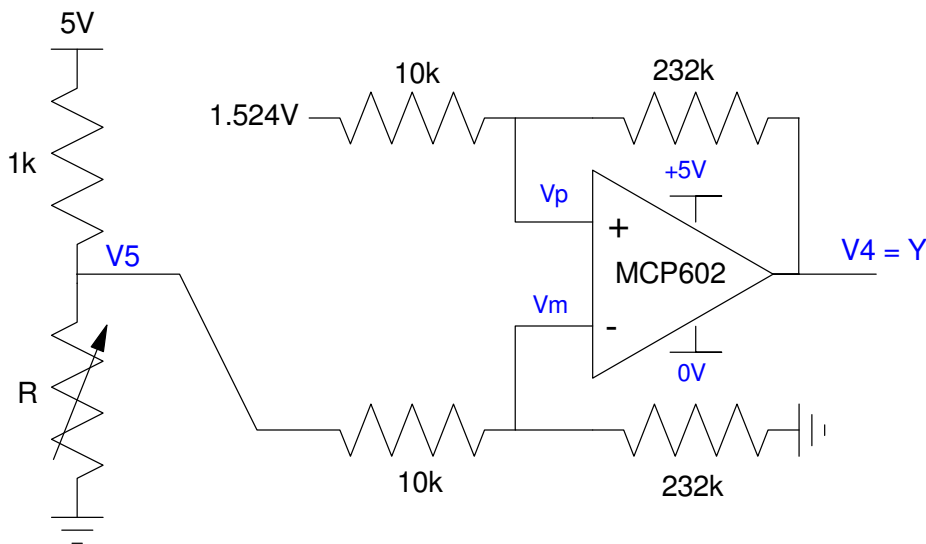 5V
10k
232k
1.524V
1k
+5V
Vp
+
V5
MCP602
V4 = Y
Vm
-
0V
R
10k
232k